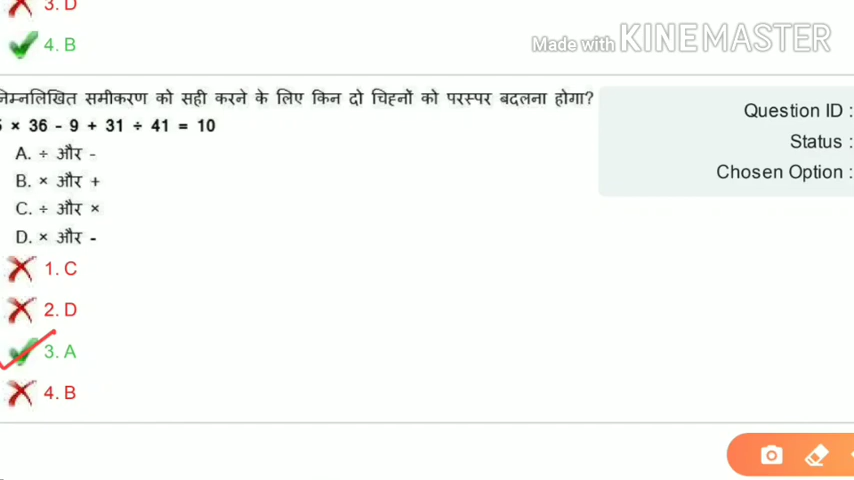 3. D
4. B
Made with KINEMASTER
निम्नलिखित समीकरण को सही करने के लिए किन दो चिह्नों को परस्पर बदलना होगा?
× 36 - 9 + 31 ÷ 41 = 10
A. ÷ और -
B. × और +
C. ÷ और ×
D. × और -
1. C
2. D
3. A
4. B
Question ID :
Status :
Chosen Option :